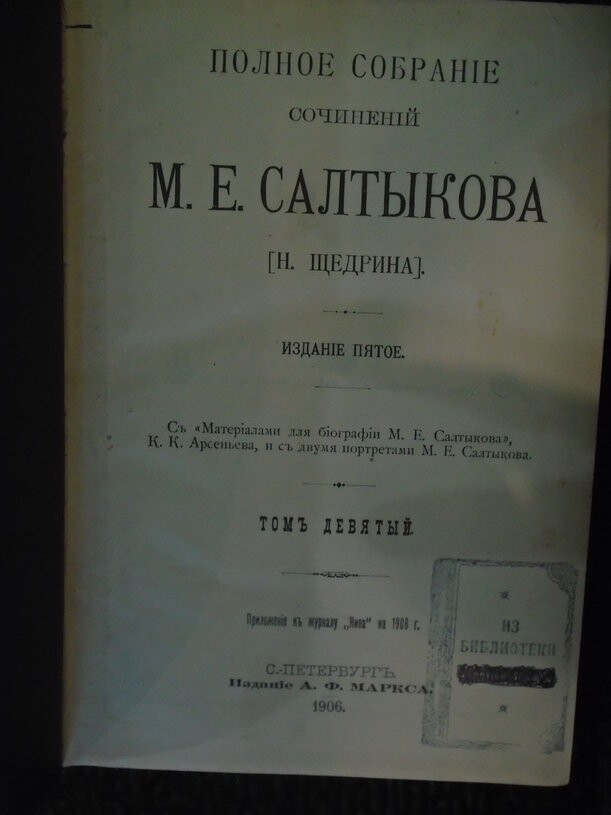 ПОЛНОЕ СОБРАНІЕ
СОЧИНЕНІЙ
М. Е. САЛТЫКОВА
[Н. ЩЕДРИНА].
ИЗДАНІЕ ПЯТОЕ.
Съ «Матеріалами для біографіи М. Е. Салтыкова»,
К. К. Арсеньева, и съ двумя портретами М. Е. Салтыкова.
ТОМЪ ДЕВЯТЫЙ.
Приложеніе къ журналу „Нива" на 1906 г.
С.-ПЕТЕРБУРГЪ.
Изданіе А. Ф. МАРКСА.
1906.
ИЗ
БИБЛИОТЕКИ